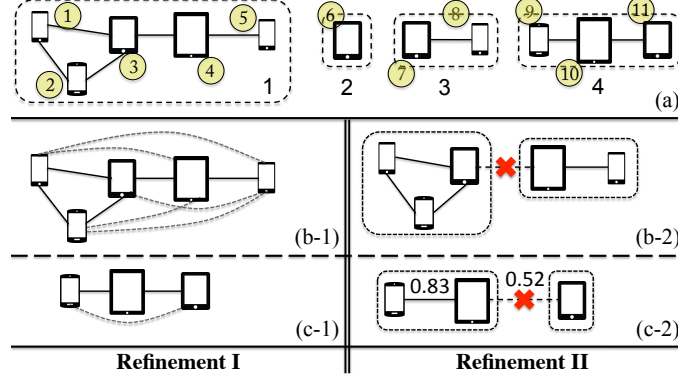 1 5
6 8 9 11
2 3 4 7 10
1 2 3 4 (a)
(b-1) (b-2)
0.83 0.52
(c-1) (c-2)
Refinement I Refinement II